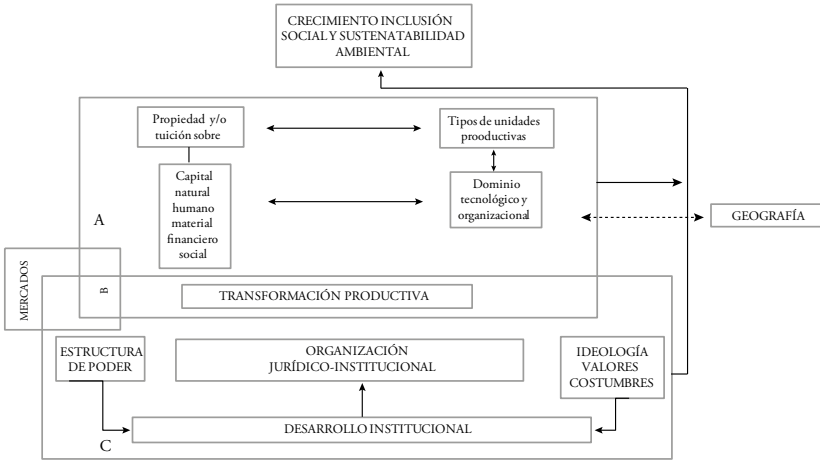 CRECIMIENTO INCLUSIÓN
SOCIAL Y SUSTENATABILIDAD
AMBIENTAL
Propiedad y/o
tuición sobre
Tipos de unidades
prooductivas
Capital
natural
humano
material
financiero
social
Dominio
tecnológico y
organizacional
A
GEOGRAFÍA
MERCADOS
B
TRANSFORMACIÓN PRODUCTIVA
ESTRUCTURA
DE PODER
ORGANIZACIÓN
JURÍDICO-INSTITUCIONAL
IDEOLOGÍA
VALORES
COSTUMBRES
DESARROLLO INSTITUCIONAL
C